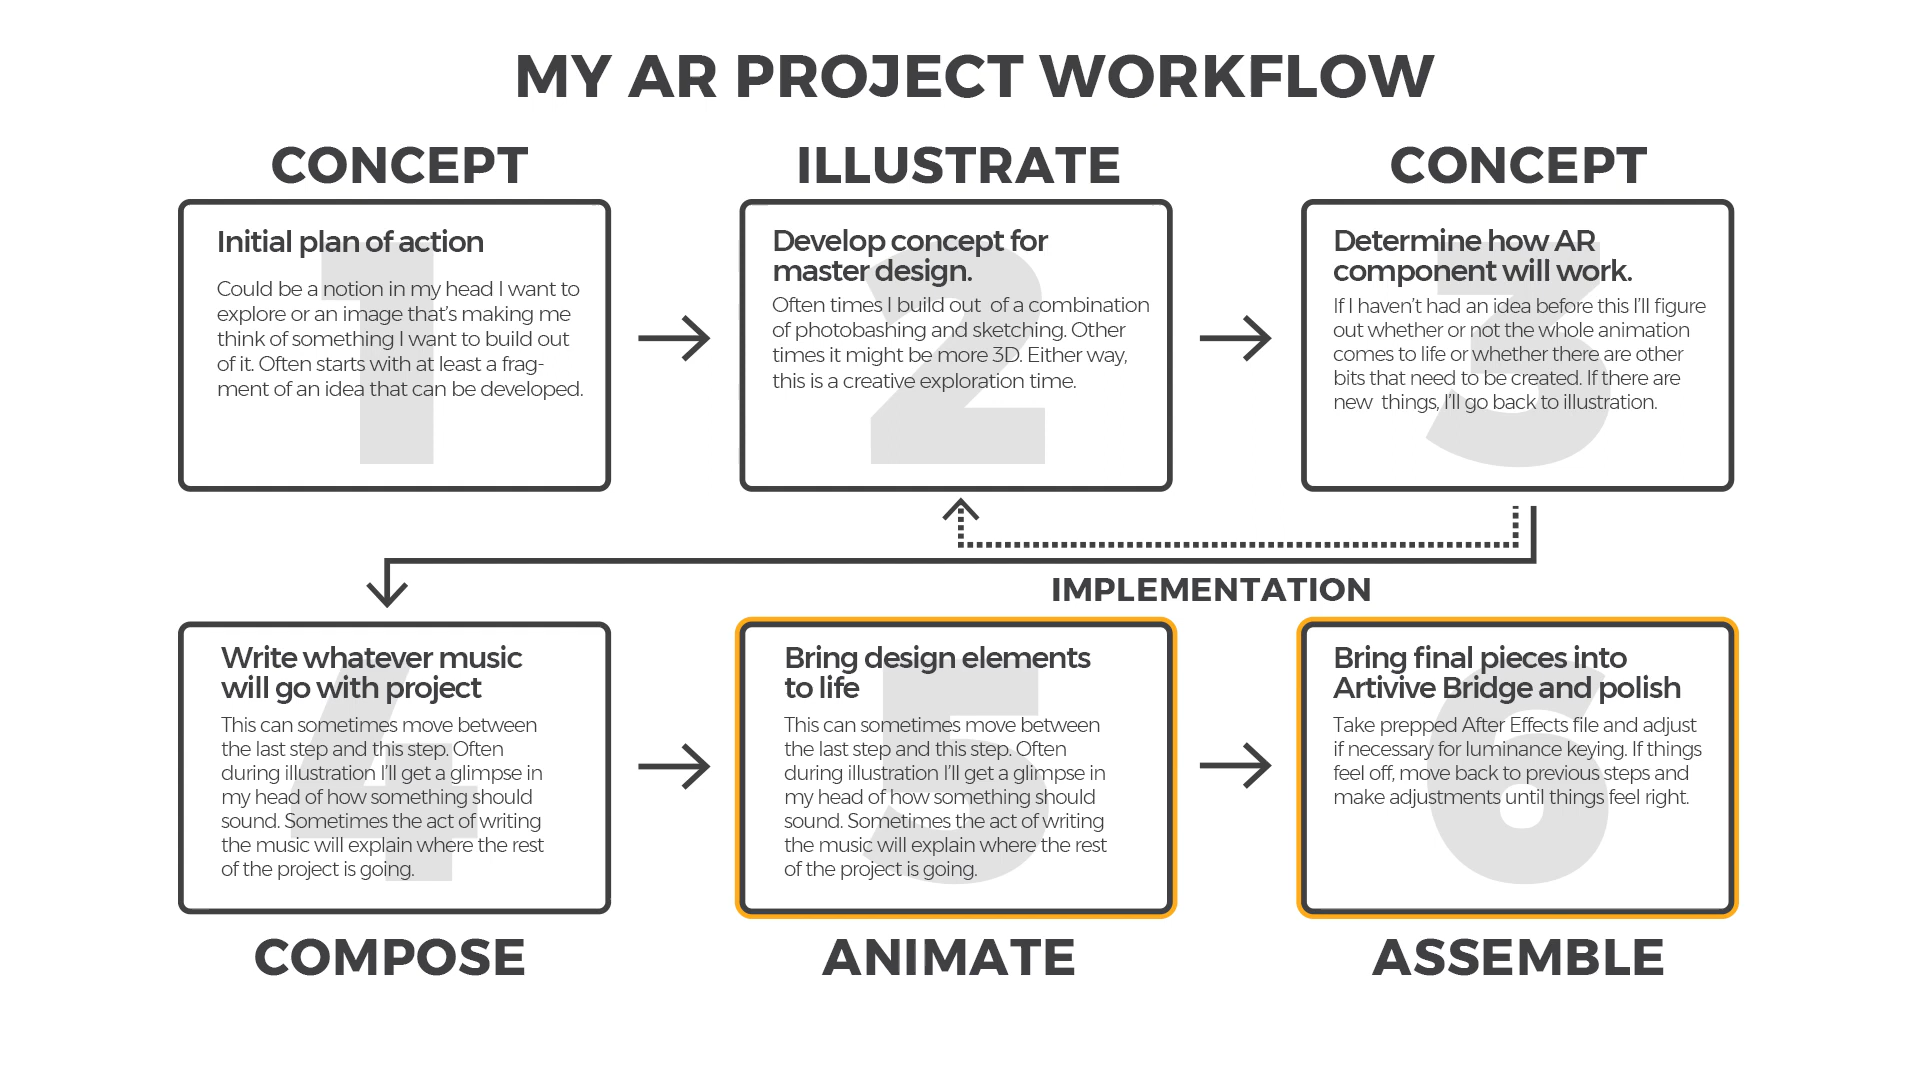 MY AR PROJECT WORKFLOW
CONCEPT
1
Initial plan of action
Could be a notion in my head I want to
explore or an image that's making me
think of something I want to build out
of it. Often starts with at least a frag-
ment of an idea that can be developed.
ILLUSTRATE
2
Develop concept for
master design.
Often times I build out of a combination
of photobashing and sketching. Other
times it might be more 3D. Either way,
this is a creative exploration time.
CONCEPT
3
Determine how AR
component will work.
If I haven't had an idea before this I'll figure
out whether or not the whole animation
comes to life or whether there are other
bits that need to be created. If there are
new things, I'll go back to illustration.
IMPLEMENTATION
4
Write whatever music
will go with project
This can sometimes move between
the last step and this step. Often
during illustration I'll get a glimpse in
my head of how something should
sound. Sometimes the act of writing
the music will explain where the rest
of the project is going.
COMPOSE
5
Bring design elements
to life
This can sometimes move between
the last step and this step. Often
during illustration I'll get a glimpse in
my head of how something should
sound. Sometimes the act of writing
the music will explain where the rest
of the project is going.
ANIMATE
6
Bring final pieces into
Artivive Bridge and polish
Take prepped After Effects file and adjust
if necessary for luminance keying. If things
feel off, move back to previous steps and
make adjustments until things feel right.
ASSEMBLE